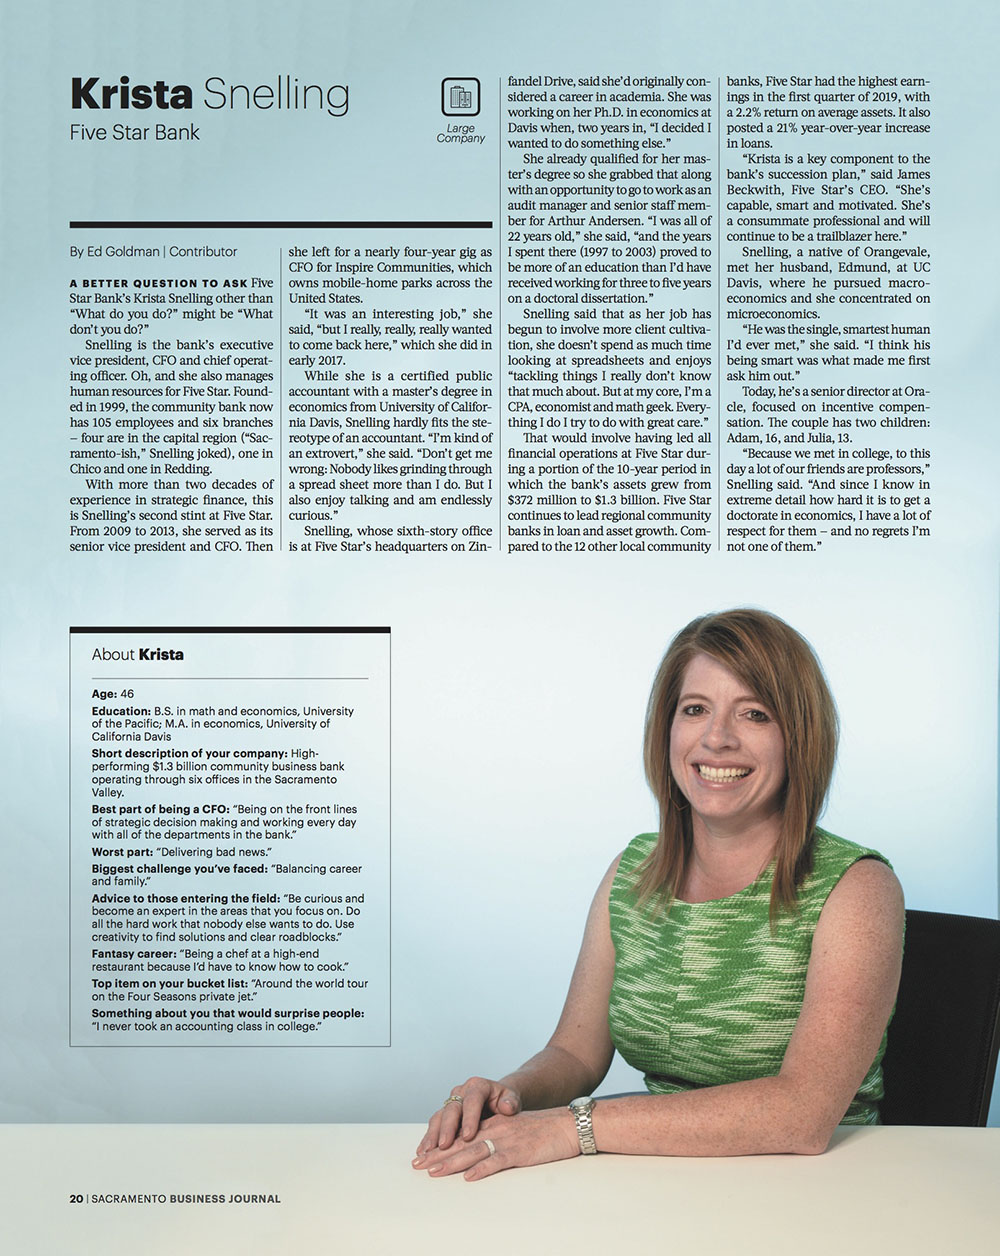 Krista Snelling
Five Star Bank
Large
Company
By Ed Goldman | Contributor
A BETTER QUESTION TO ASK Five
Star Bank's Krista Snelling other than
“What do you do?” might be “What
don't you do?”
Snelling is the bank's executive
vice president, CFO and chief operat-
ing officer. Oh, and she also manages
human resources for Five Star. Found-
ed in 1999, the community bank now
has 105 employees and six branches
– four are in the capital region (“Sac-
ramento-ish,” Snelling joked), one in
Chico and one in Redding.
With more than two decades of
experience in strategic finance, this
is Snelling's second stint at Five Star.
From 2009 to 2013, she served as its
senior vice president and CFO. Then
she left for a nearly four-year gig as
CFO for Inspire Communities, which
owns mobile-home parks across the
United States.
“It was an interesting job,” she
said, “but I really, really, really wanted
to come back here,” which she did in
early 2017.
While she is a certified public
accountant with a master's degree in
economics from University of Califor-
nia Davis, Snelling hardly fits the ste-
reotype of an accountant. “I'm kind of
an extrovert,” she said. “Don't get me
wrong: Nobody likes grinding through
a spread sheet more than I do. But I
also enjoy talking and am endlessly
curious.”
Snelling, whose sixth-story office
is at Five Star's headquarters on Zin-
fandel Drive, said she'd originally con-
sidered a career in academia. She was
working on her Ph.D. in economics at
Davis when, two years in, “I decided I
wanted to do something else.”
She already qualified for her mas-
ter's degree so she grabbed that along
with an opportunity to go to work as an
audit manager and senior staff mem-
ber for Arthur Andersen. “I was all of
22 years old,” she said, “and the years
I spent there (1997 to 2003) proved to
be more of an education than I'd have
received working for three to five years
on a doctoral dissertation.”
Snelling said that as her job has
begun to involve more client cultiva-
tion, she doesn't spend as much time
looking at spreadsheets and enjoys
“tackling things I really don't know
that much about. But at my core, I'm a
CPA, economist and math geek. Every-
thing I do I try to do with great care.”
That would involve having led all
financial operations at Five Star dur-
ing a portion of the 10-year period in
which the bank's assets grew from
$372 million to $1.3 billion. Five Star
continues to lead regional community
banks in loan and asset growth. Com-
pared to the 12 other local community
banks, Five Star had the highest earn-
ings in the first quarter of 2019, with
a 2.2% return on average assets. It also
posted a 21% year-over-year increase
in loans.
“Krista is a key component to the
bank's succession plan,” said James
Beckwith, Five Star's CEO. “She's
capable, smart and motivated. She's
a consummate professional and will
continue to be a trailblazer here.”
Snelling, a native of Orangevale,
met her husband, Edmund, at UC
Davis, where he pursued macro-
economics and she concentrated on
microeconomics.
“He was the single, smartest human
I'd ever met,” she said. “I think his
being smart was what made me first
ask him out.”
Today, he's a senior director at Ora-
cle, focused on incentive compen-
sation. The couple has two children:
Adam, 16, and Julia, 13.
“Because we met in college, to this
day a lot of our friends are professors,”
Snelling said. “And since I know in
extreme detail how hard it is to get a
doctorate in economics, I have a lot of
respect for them – and no regrets I'm
not one of them.”
About Krista
Age: 46
Education: B.S. in math and economics, University
of the Pacific; M.A. in economics, University of
California Davis
Short description of your company: High-
performing $1.3 billion community business bank
operating through six offices in the Sacramento
Valley.
Best part of being a CFO: “Being on the front lines
of strategic decision making and working every day
with all of the departments in the bank.”
Worst part: “Delivering bad news.”
Biggest challenge you've faced: “Balancing career
and family.”
Advice to those entering the field: “Be curious and
become an expert in the areas that you focus on. Do
all the hard work that nobody else wants to do. Use
creativity to find solutions and clear roadblocks.”
Fantasy career: “Being a chef at a high-end
restaurant because I'd have to know how to cook.”
Top item on your bucket list: “Around the world tour
on the Four Seasons private jet.”
Something about you that would surprise people:
“I never took an accounting class in college.”
20 | SACRAMENTO BUSINESS JOURNAL